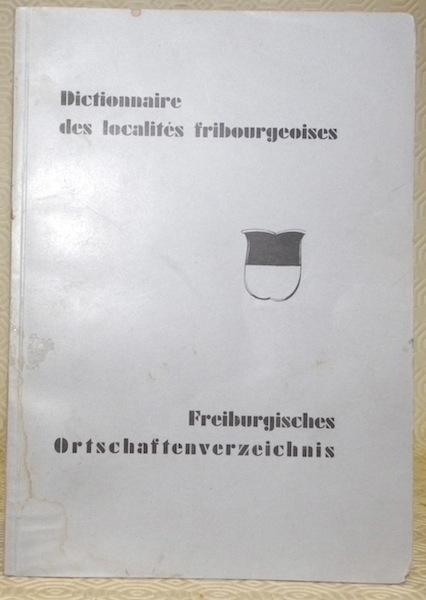 Dictionnaire
des localités fribourgeoises
Freiburgisches
Ortschaftenverzeichnis